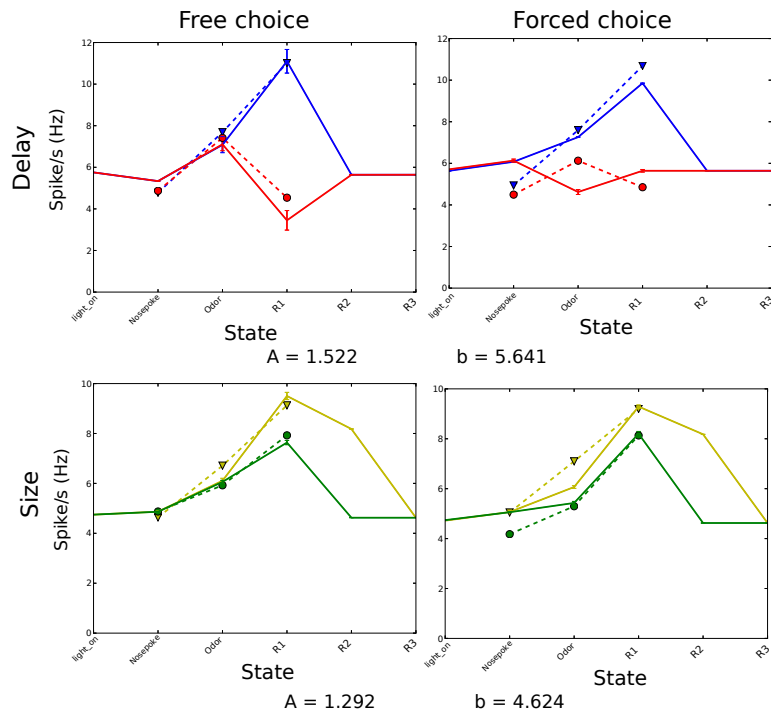 Free choice
Forced choice
Delay
Spike/s (Hz)
12
10
8
6
4
2
0
light_on
Nosepoke
Odor
R1
R2
R3
State
12
10
8
6
4
2
0
light_on
Nosepoke
Odor
R1
R2
R3
State
A = 1.522
b = 5.641
Size
Spike/s (Hz)
10
8
6
4
2
0
light_on
Nosepoke
Odor
R1
R2
R3
State
10
8
6
4
2
0
light_on
Nosepoke
Odor
R1
R2
R3
State
A = 1.292
b = 4.624